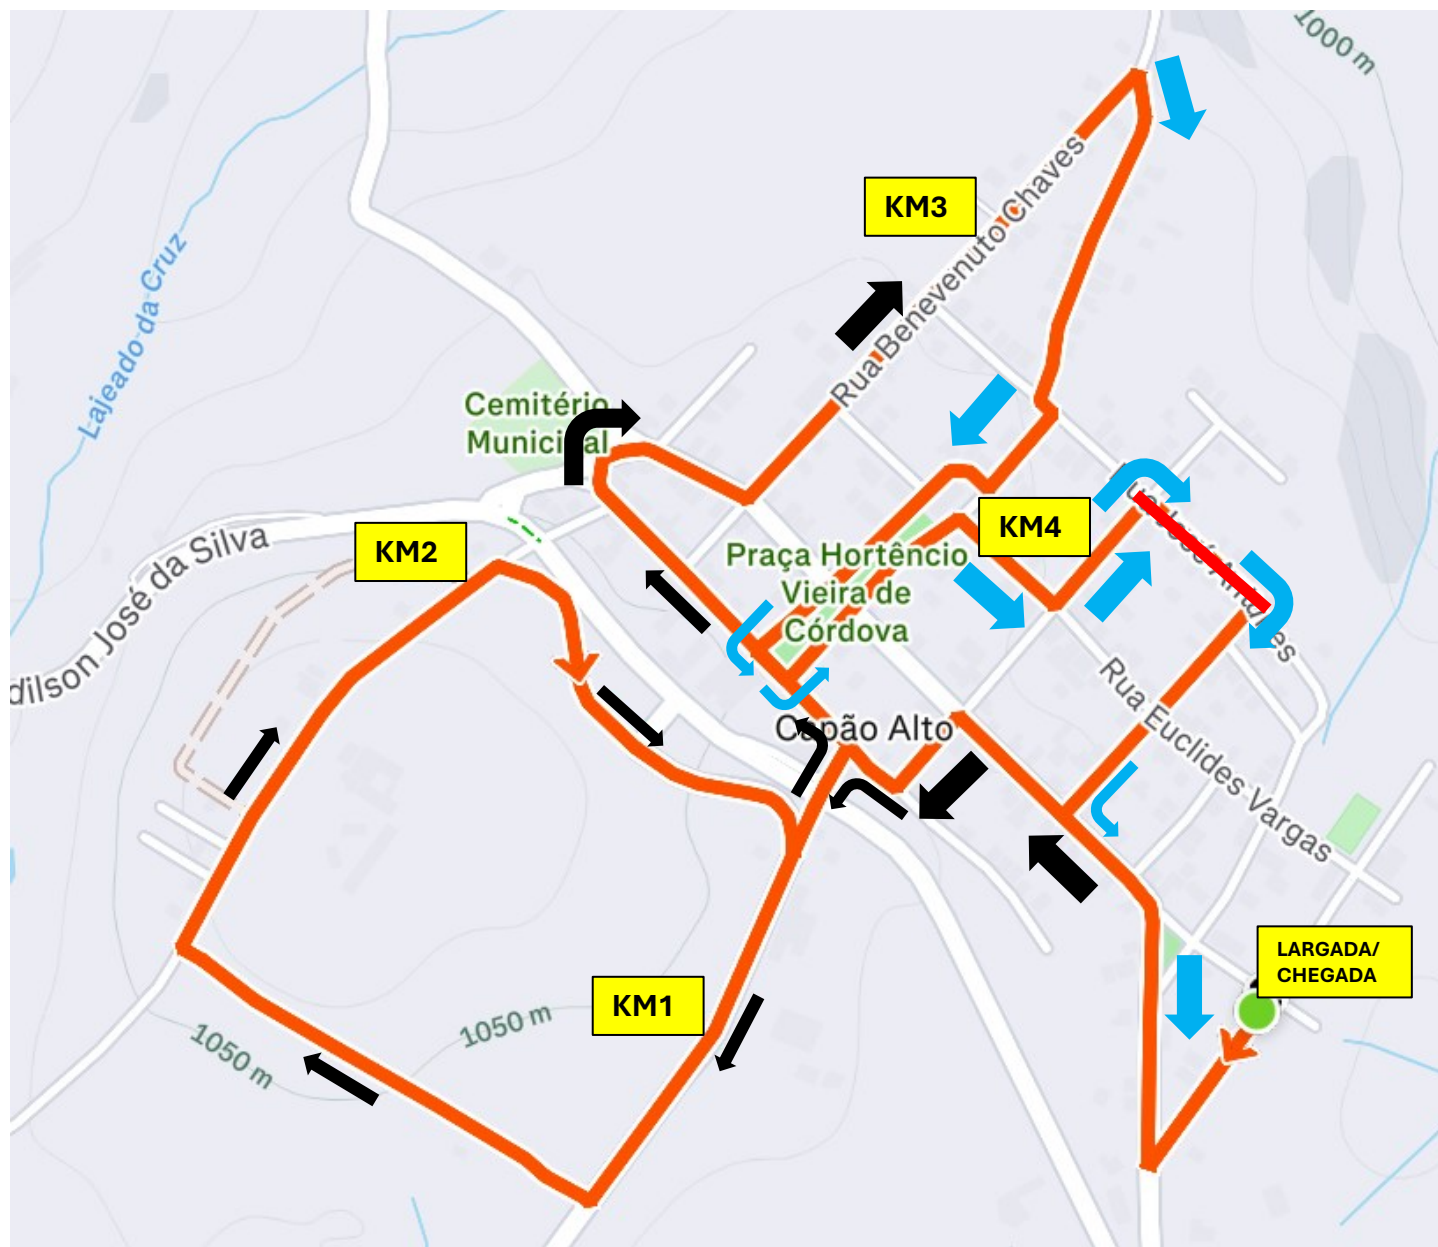 1000 m
KM3
Rua Benevenuto Chaves
Lajeado da Cruz
Cemitério
Municipal
KM4
KM2
Praça Hortêncio
Vieira de
Córdova
dilson José da Silva
Rua Euclides Vargas
Capão Alto
LARGADA/
CHEGADA
KM1
1050 m
1050 m